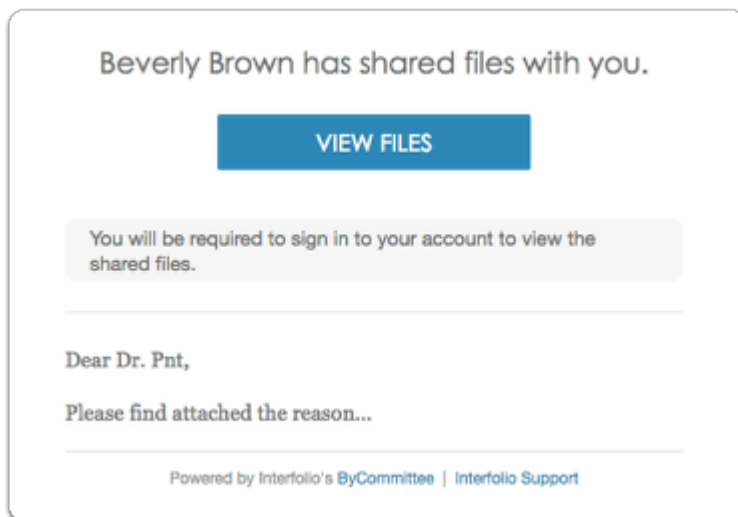 Beverly Brown has shared files with you.
VIEW FILES
You will be required to sign in to your account to view the
shared files.
Dear Dr. Pnt,
Please find attached the reason...
Powered by Interfolio's ByCommittee | Interfolio Support